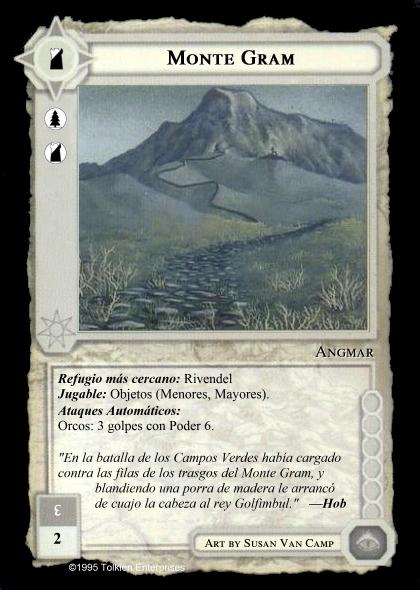 Monte Gram
Angmar
Refugio más cercano: Rivendel
Jugable: Objetos (Menores, Mayores).
Ataques Automáticos:
Orcos: 3 golpes con Poder 6.
"En la batalla de los Campos Verdes había cargado
contra las filas de los trasgos del Monte Gram, y
blandiendo una porra de madera le arrancó
de cuajo la cabeza al rey Golfimbul." —Hob
ε
2
Art by Susan Van Camp
©1995 Tolkien Enterprises